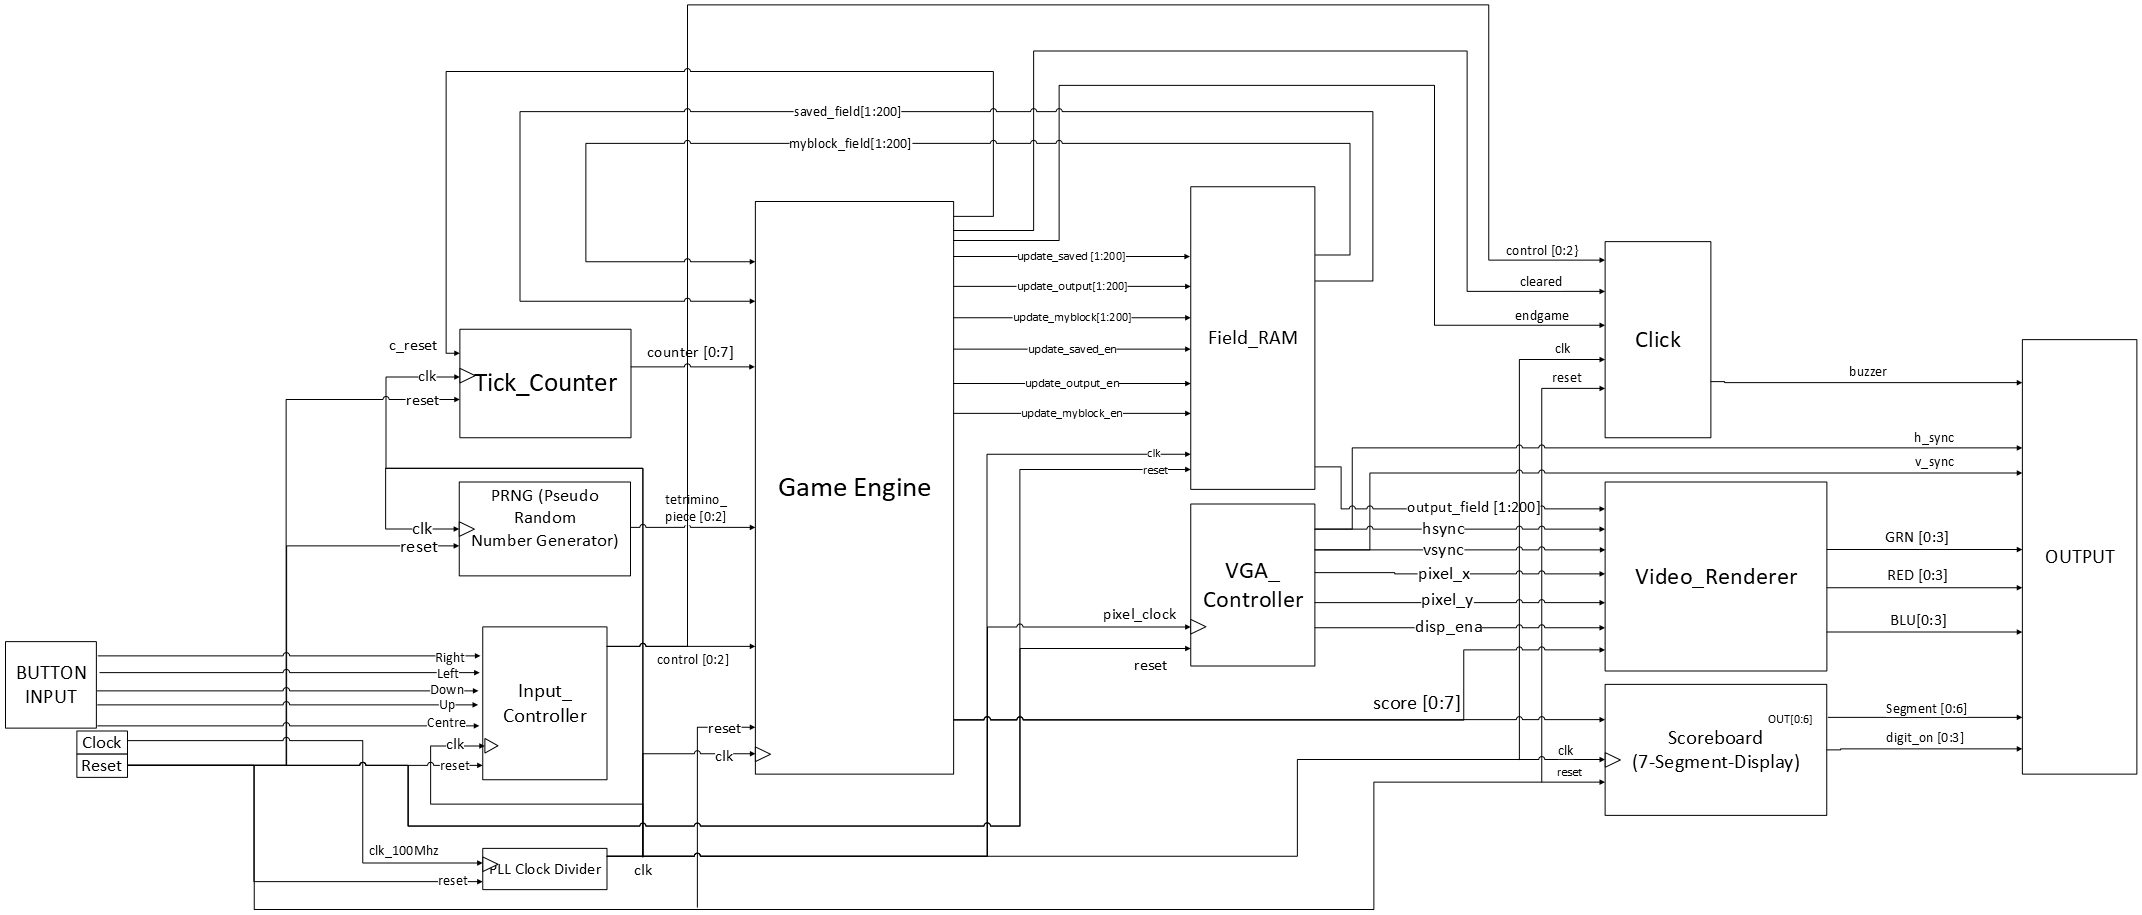 saved_field[1:200]
myblock_field[1:200]
control [0:2}
cleared
endgame
clk
reset
Click
buzzer
update_saved [1:200]
update_output[1:200]
update_myblock[1:200]
update_saved_en
update_output_en
update_myblock_en
clk
reset
Field_RAM
c_reset
clk
reset
Tick_Counter
counter [0:7]
Game Engine
PRNG (Pseudo
Random
Number Generator)
clk
reset
tetrimino_
piece [0:2]
h_sync
v_sync
output_field [1:200]
hsync
vsync
pixel_x
pixel_y
disp_ena
VGA_
Controller
pixel_clock
reset
Video_Renderer
GRN [0:3]
RED [0:3]
BLU[0:3]
OUTPUT
BUTTON
INPUT
Right
Left
Down
Up
Centre
clk
reset
Input_
Controller
control [0:2]
Clock
Reset
reset
clk
score [0:7]
OUT[0:6]
Scoreboard
(7-Segment-Display)
clk
reset
Segment [0:6]
digit_on [0:3]
clk_100Mhz
reset
PLL Clock Divider
clk